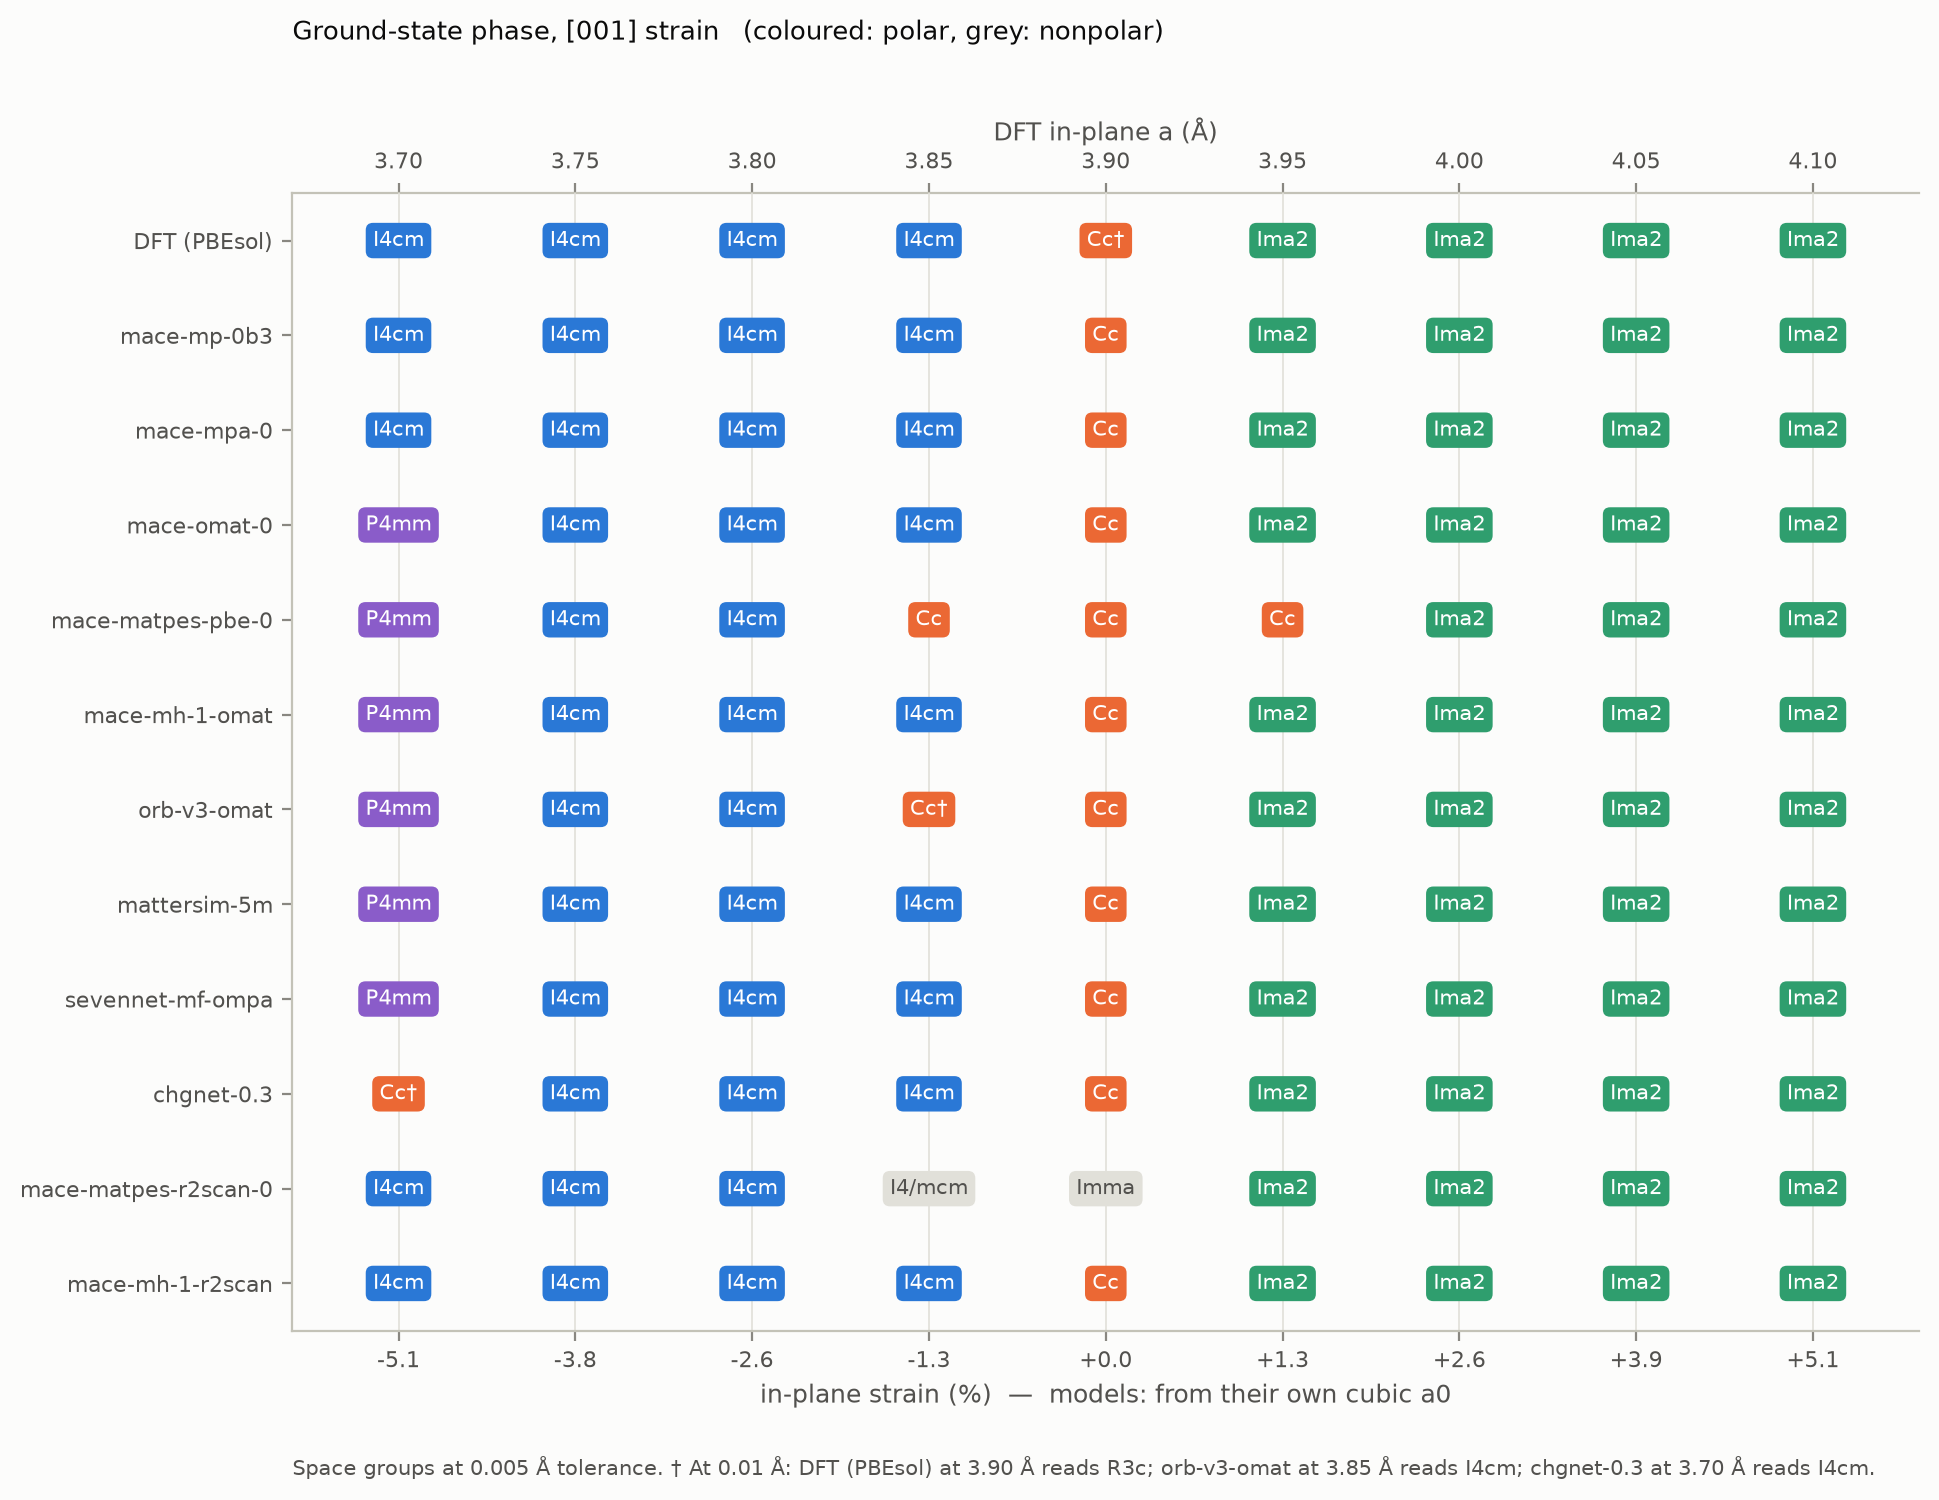 Ground-state phase, [001] strain (coloured: polar, grey: nonpolar)
DFT in-plane a (Å)
3.70 3.75 3.80 3.85 3.90 3.95 4.00 4.05 4.10
DFT (PBEsol) I4cm I4cm I4cm I4cm Cc† Ima2 Ima2 Ima2 Ima2
mace-mp-0b3 I4cm I4cm I4cm I4cm Cc Ima2 Ima2 Ima2 Ima2
mace-mpa-0 I4cm I4cm I4cm I4cm Cc Ima2 Ima2 Ima2 Ima2
mace-omat-0 P4mm I4cm I4cm I4cm Cc Ima2 Ima2 Ima2 Ima2
mace-matpes-pbe-0 P4mm I4cm I4cm Cc Cc Cc Ima2 Ima2 Ima2
mace-mh-1-omat P4mm I4cm I4cm I4cm Cc Ima2 Ima2 Ima2 Ima2
orb-v3-omat P4mm I4cm I4cm Cc† Cc Ima2 Ima2 Ima2 Ima2
mattersim-5m P4mm I4cm I4cm I4cm Cc Ima2 Ima2 Ima2 Ima2
sevennet-mf-ompa P4mm I4cm I4cm I4cm Cc Ima2 Ima2 Ima2 Ima2
chgnet-0.3 Cc† I4cm I4cm I4cm Cc Ima2 Ima2 Ima2 Ima2
mace-matpes-r2scan-0 I4cm I4cm I4cm I4/mcm Imma Ima2 Ima2 Ima2 Ima2
mace-mh-1-r2scan I4cm I4cm I4cm I4cm Cc Ima2 Ima2 Ima2 Ima2
-5.1 -3.8 -2.6 -1.3 +0.0 +1.3 +2.6 +3.9 +5.1
in-plane strain (%) — models: from their own cubic a0
Space groups at 0.005 Å tolerance. † At 0.01 Å: DFT (PBEsol) at 3.90 Å reads R3c; orb-v3-omat at 3.85 Å reads I4cm; chgnet-0.3 at 3.70 Å reads I4cm.